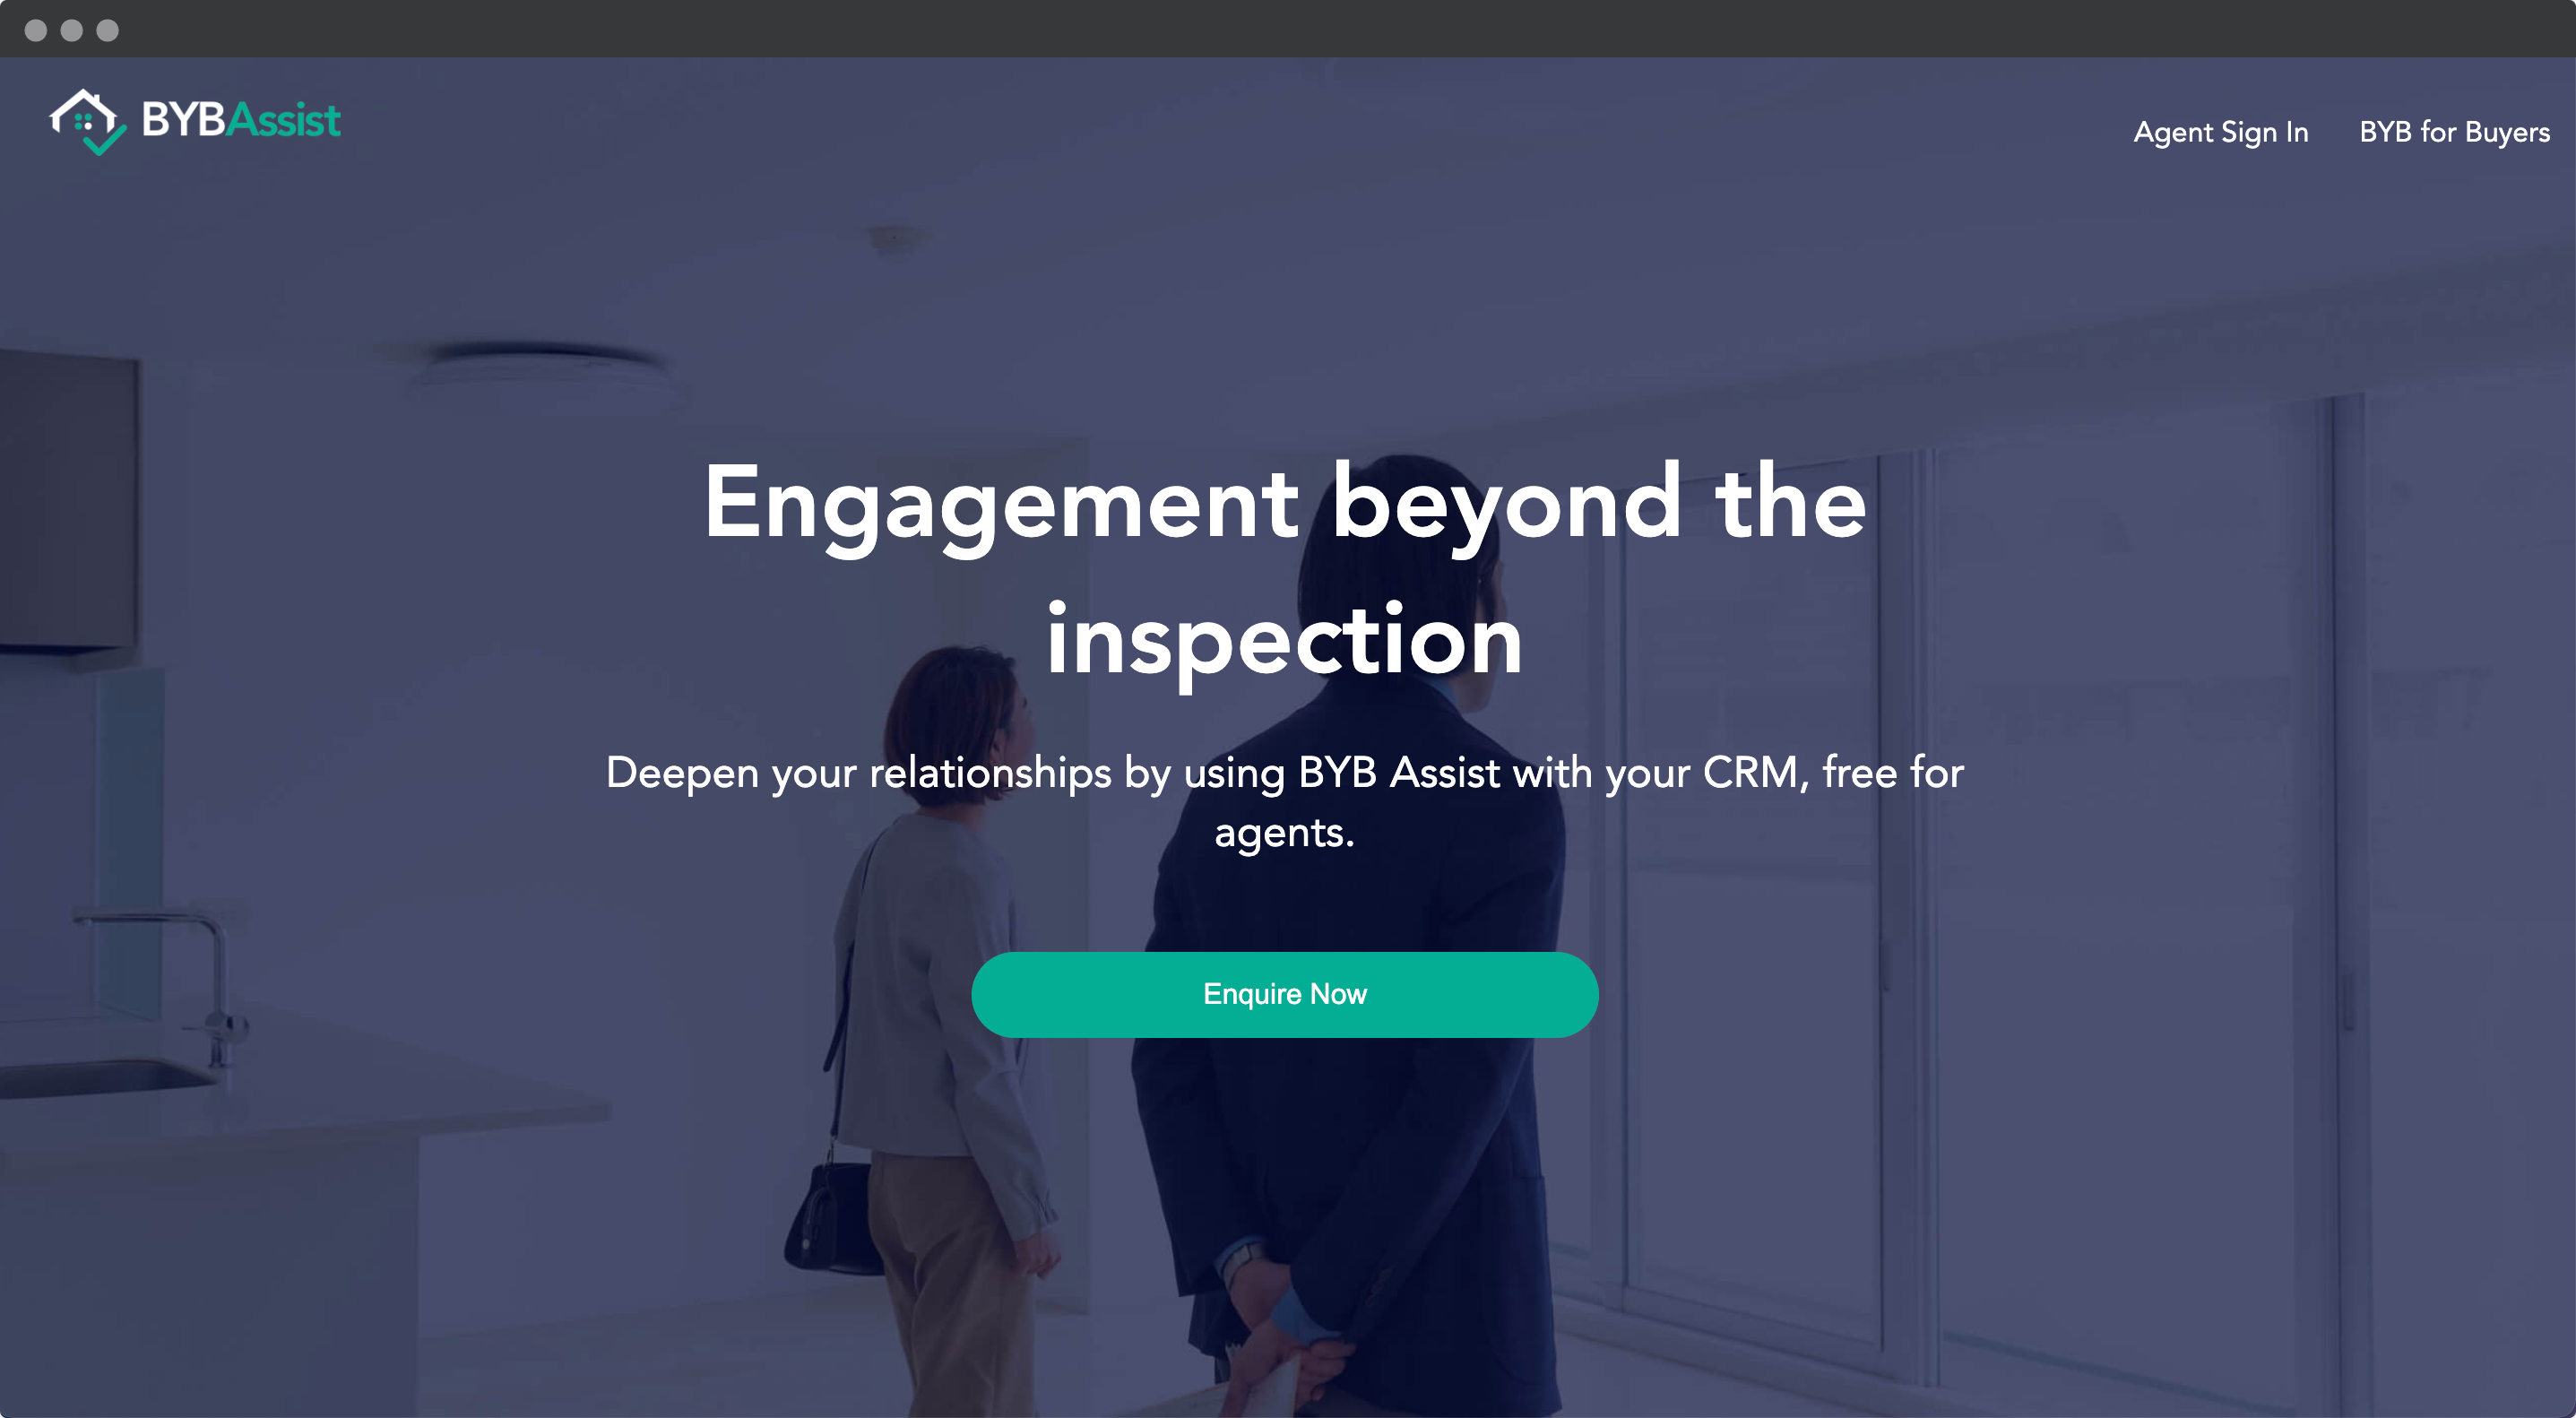 BYBAssist
Agent Sign In
BYB for Buyers
Engagement beyond the
inspection
Deepen your relationships by using BYB Assist with your CRM, free for
agents.
Enquire Now